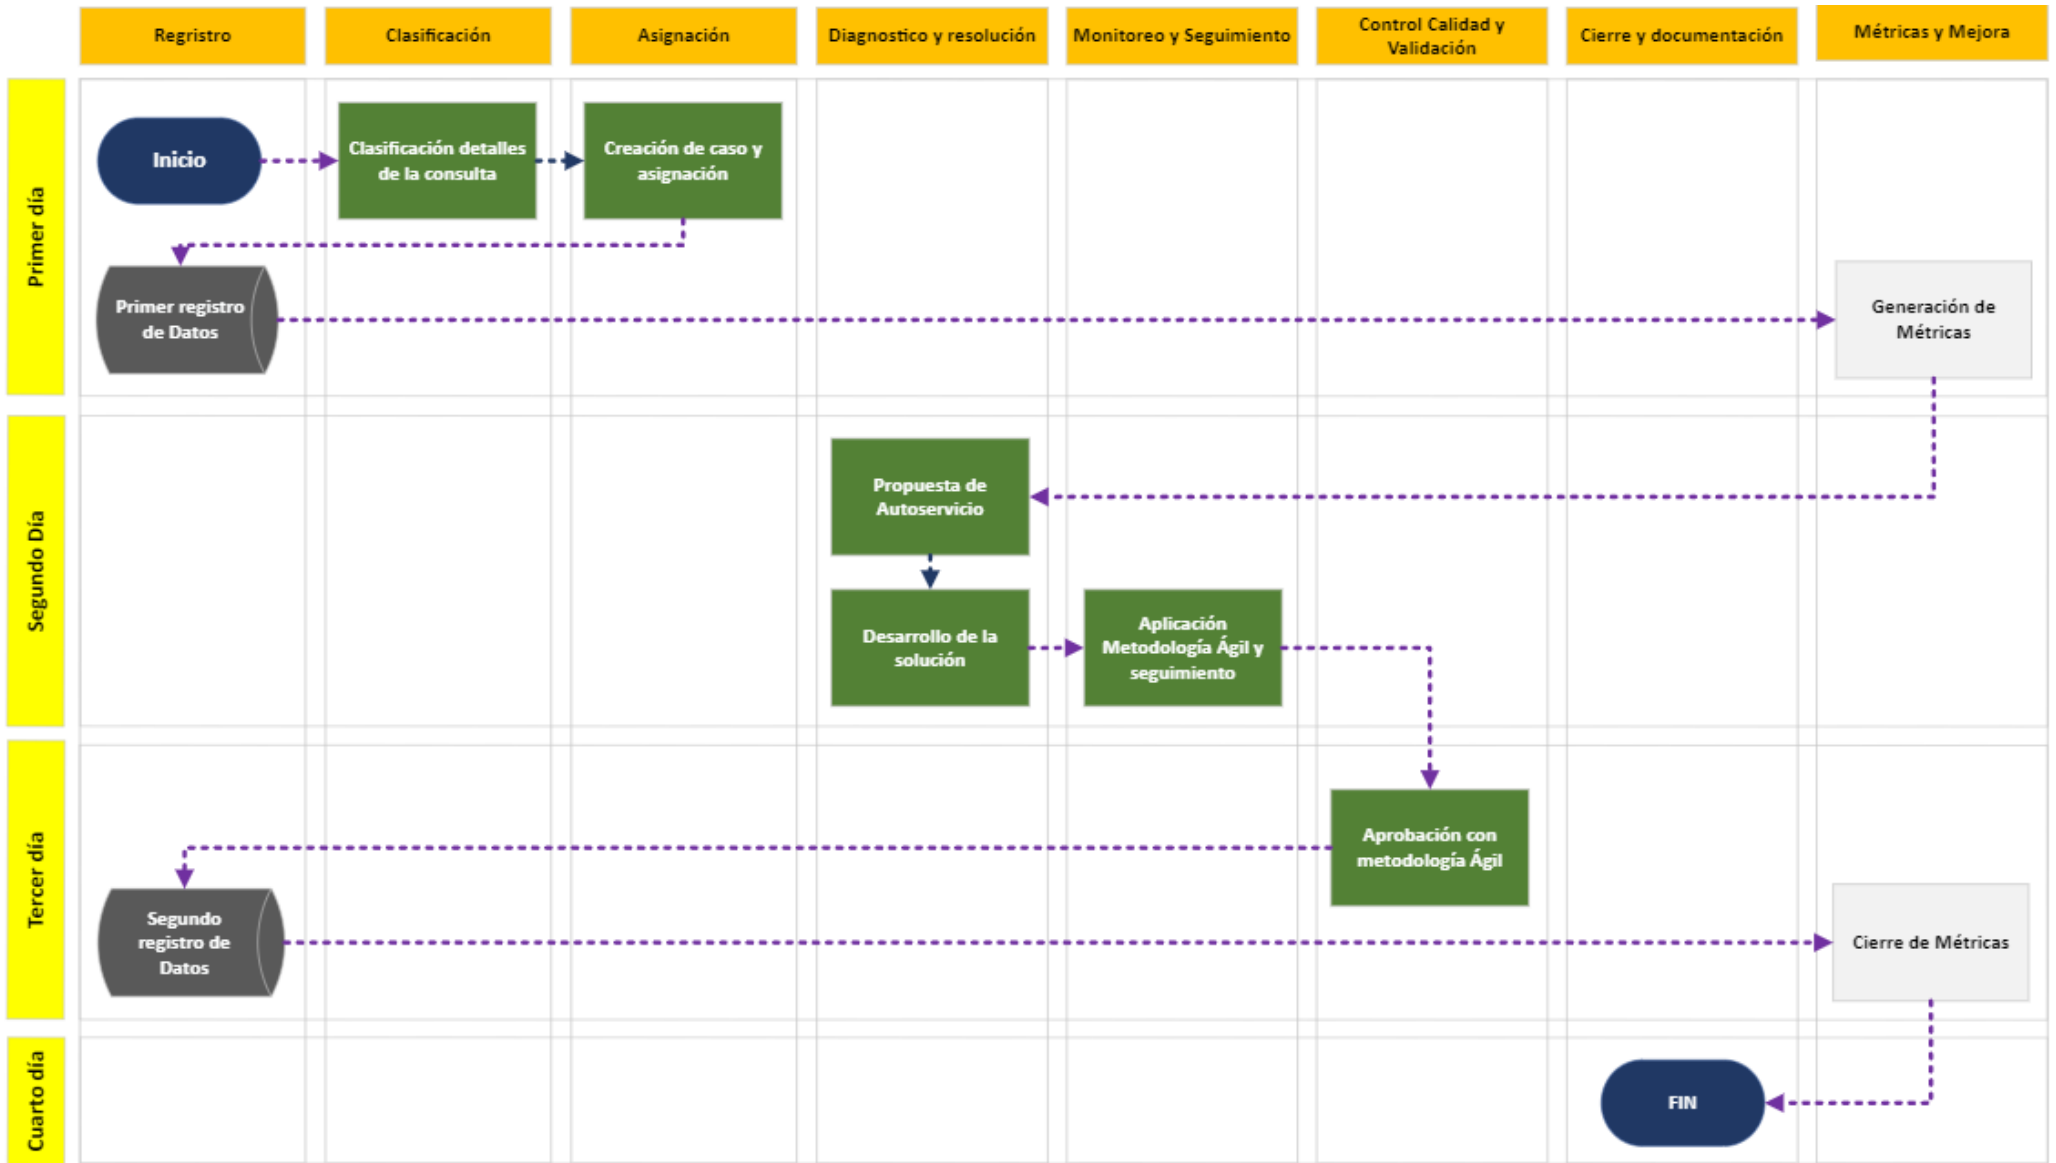 Regristro
Clasificación
Asignación
Diagnostico y resolución
Monitoreo y Seguimiento
Control Calidad y
Validación
Cierre y documentación
Métricas y Mejora
Primer día
Inicio
Clasificación detalles
de la consulta
Creación de caso y
asignación
Primer registro
de Datos
Generación de
Métricas
Segundo Día
Propuesta de
Autoservicio
Desarrollo de la
solución
Aplicación
Metodología Ágil y
seguimiento
Tercer día
Aprobación con
metodología Ágil
Segundo
registro de
Datos
Cierre de Métricas
Cuarto día
FIN